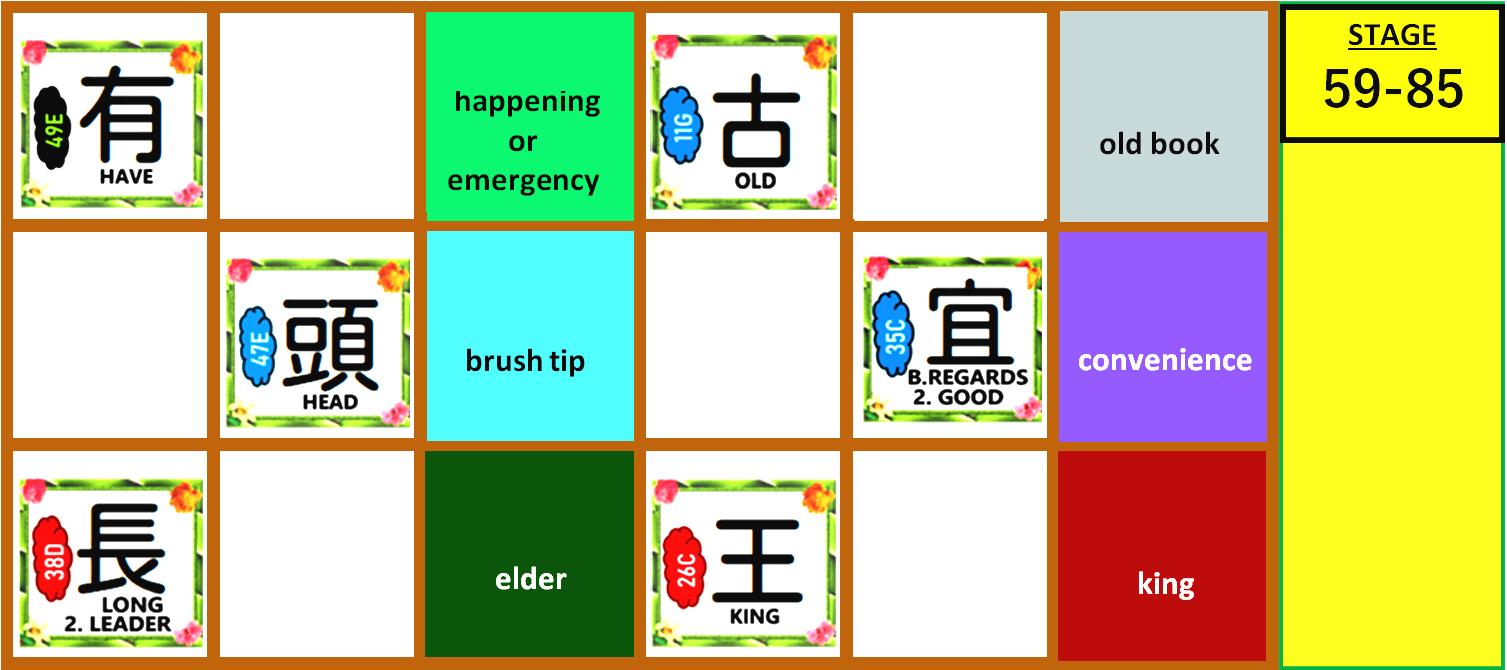 49E
有
HAVE
happening
or
emergency
11G
古
OLD
old book
STAGE
59-85
47E
頭
HEAD
brush tip
35C
宜
B.REGARDS
2. GOOD
convenience
38D
長
LONG
2. LEADER
elder
26C
王
KING
king